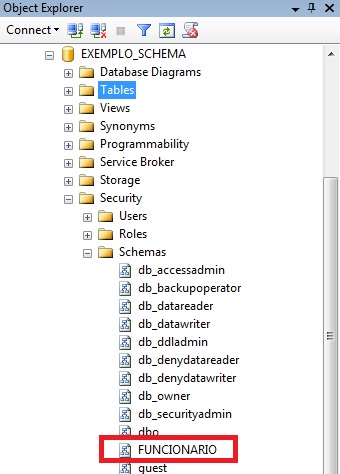 Object Explorer
Connect
EXEMPLO_SCHEMA
Database Diagrams
Tables
Views
Synonyms
Programmability
Service Broker
Storage
Security
Users
Roles
Schemas
db_accessadmin
db_backupoperator
db_datareader
db_datawriter
db_ddladmin
db_denydatareader
db_denydatawriter
db_owner
db_securityadmin
dbo
FUNCIONARIO
guest